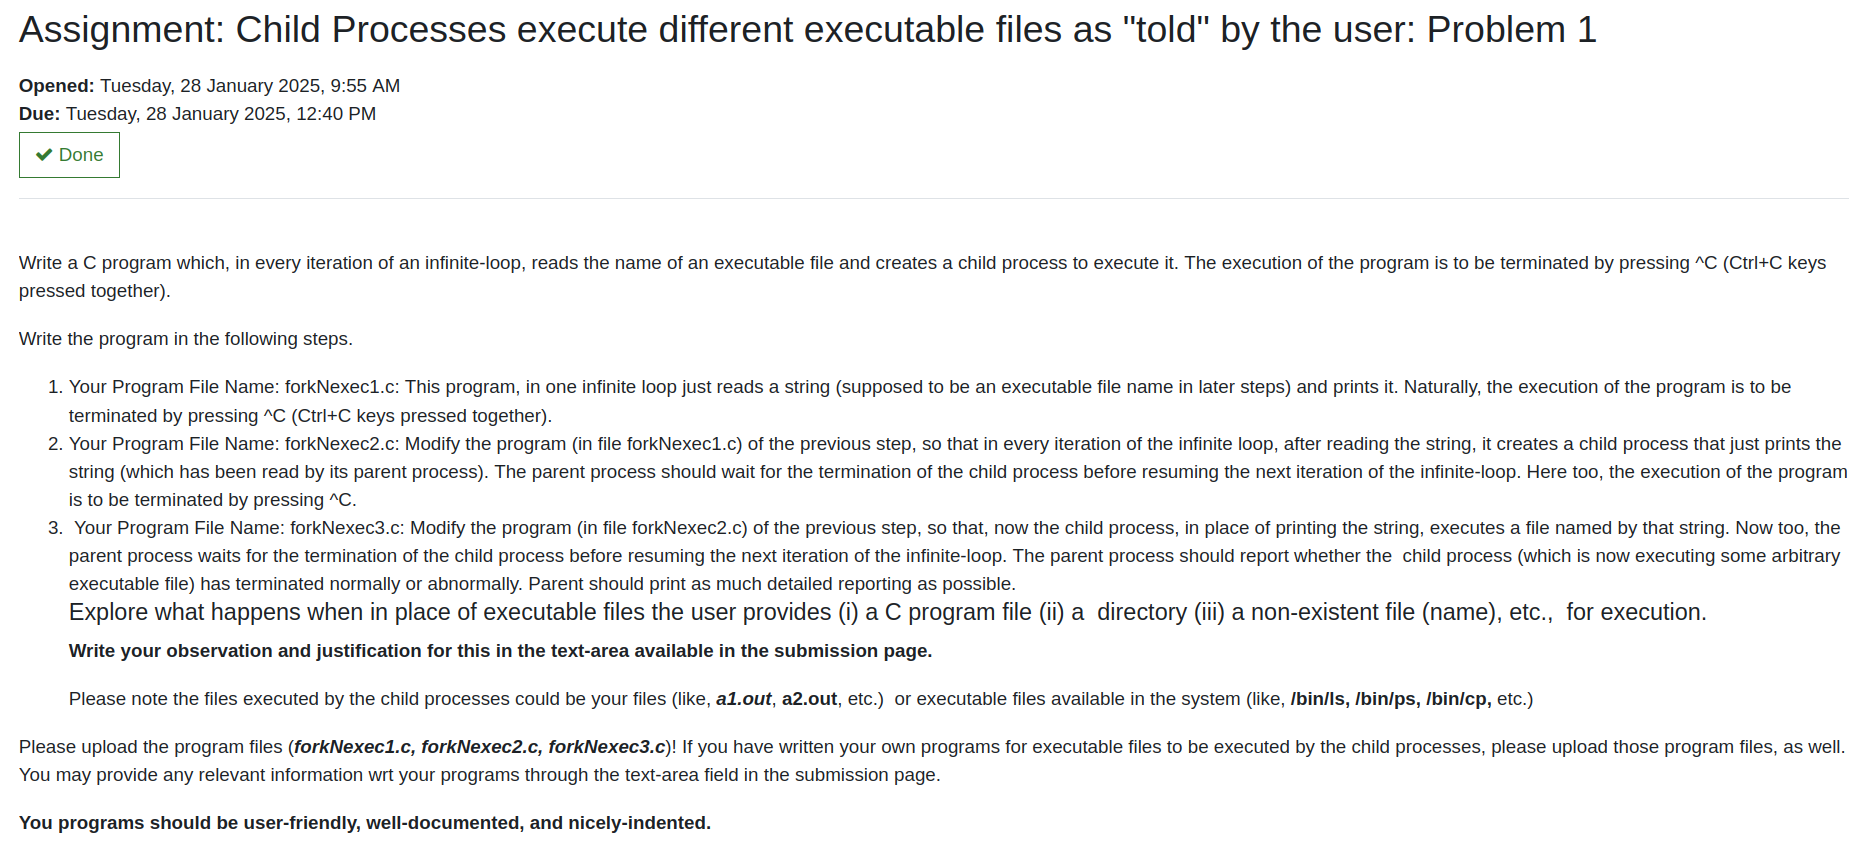 Assignment: Child Processes execute different executable files as "told" by the user: Problem 1
Opened: Tuesday, 28 January 2025, 9:55 AM
Due: Tuesday, 28 January 2025, 12:40 PM
Done
Write a C program which, in every iteration of an infinite-loop, reads the name of an executable file and creates a child process to execute it. The execution of the program is to be terminated by pressing ^C (Ctrl+C keys
pressed together).
Write the program in the following steps.
1. Your Program File Name: forkNexec1.c: This program, in one infinite loop just reads a string (supposed to be an executable file name in later steps) and prints it. Naturally, the execution of the program is to be
terminated by pressing ^C (Ctrl+C keys pressed together).
2. Your Program File Name: forkNexec2.c: Modify the program (in file forkNexec1.c) of the previous step, so that in every iteration of the infinite loop, after reading the string, it creates a child process that just prints the
string (which has been read by its parent process). The parent process should wait for the termination of the child process before resuming the next iteration of the infinite-loop. Here too, the execution of the program
is to be terminated by pressing ^C.
3. Your Program File Name: forkNexec3.c: Modify the program (in file forkNexec2.c) of the previous step, so that, now the child process, in place of printing the string, executes a file named by that string. Now too, the
parent process waits for the termination of the child process before resuming the next iteration of the infinite-loop. The parent process should report whether the child process (which is now executing some arbitrary
executable file) has terminated normally or abnormally. Parent should print as much detailed reporting as possible.
Explore what happens when in place of executable files the user provides (i) a C program file (ii) a directory (iii) a non-existent file (name), etc., for execution.
Write your observation and justification for this in the text-area available in the submission page.
Please note the files executed by the child processes could be your files (like, a1.out, a2.out, etc.) or executable files available in the system (like, /bin/ls, /bin/ps, /bin/cp, etc.)
Please upload the program files (forkNexec1.c, forkNexec2.c, forkNexec3.c)! If you have written your own programs for executable files to be executed by the child processes, please upload those program files, as well.
You may provide any relevant information wrt your programs through the text-area field in the submission page.
You programs should be user-friendly, well-documented, and nicely-indented.